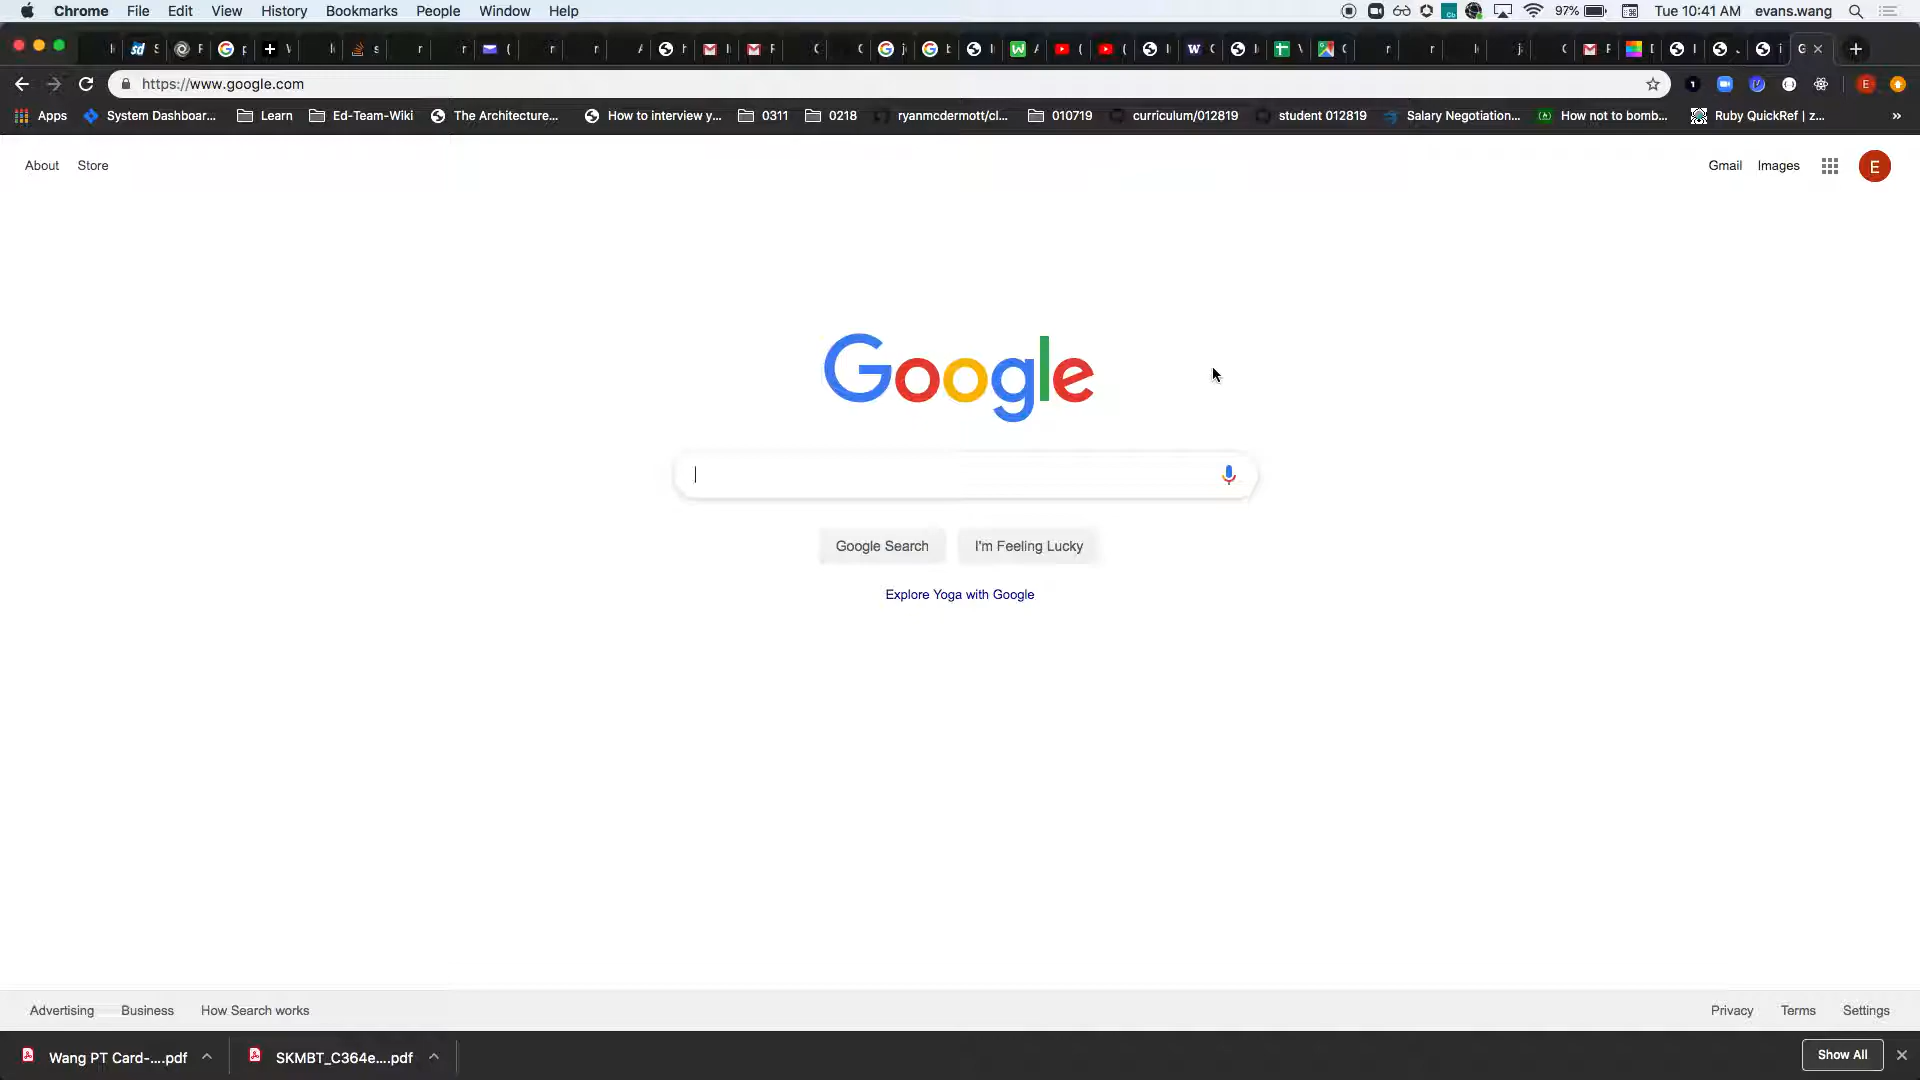 Chrome File Edit View History Bookmarks People Window Help 97% Tue 10:41 AM evans.wang
https://www.google.com
Apps System Dashboar... Learn Ed-Team-Wiki The Architecture... How to interview y... 0311 0218 ryanmcdermott/cl... 010719 curriculum/012819 student 012819 Salary Negotiation... How not to bomb... Ruby QuickRef | z... »
About Store Gmail Images E
Google
Google Search I'm Feeling Lucky
Explore Yoga with Google
Advertising Business How Search works Privacy Terms Settings
Wang PT Card-....pdf SKMBT_C364e....pdf Show All